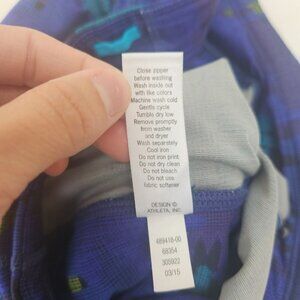 Close zipper
before washing
Wash inside out
with like colors
Machine wash cold
Gentle cycle
Tumble dry low
Remove promptly
from washer
and dryer
Wash separately
Cool iron
Do not iron print
Do not dry clean
Do not bleach
Do not use
fabric softener
DESIGN ©
ATHLETA, INC.
489418-00
68354
305922
03/15